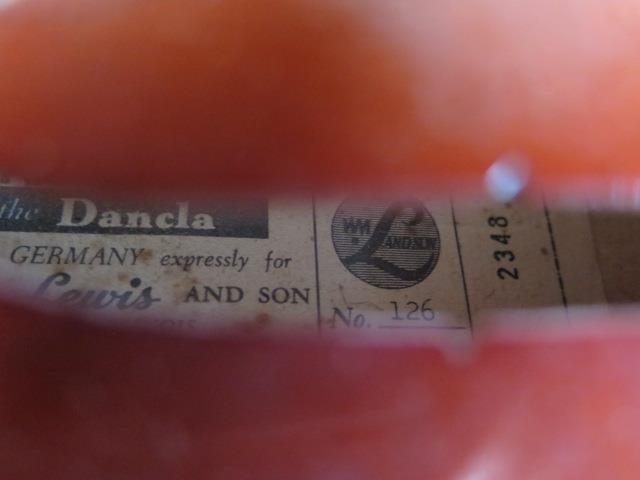 the Dancla
GERMANY expressly for
Lewis AND SON
WM
L
AND SON
No. 126
2348